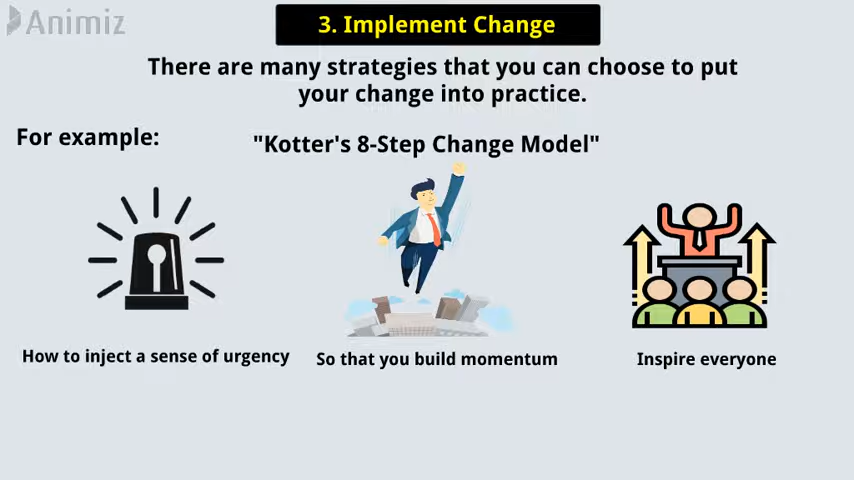 Animiz
3. Implement Change
There are many strategies that you can choose to put
your change into practice.
For example:
"Kotter's 8-Step Change Model"
How to inject a sense of urgency
So that you build momentum
Inspire everyone